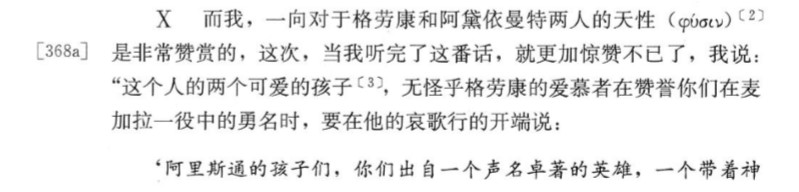 X 而我，一向对于格劳康和阿黛依曼特两人的天性（φύσιν）〔2〕
[368a] 是非常赞赏的，这次，当我听完了这番话，就更加惊赞不已了，我说：
“这个人的两个可爱的孩子〔3〕，无怪乎格劳康的爱慕者在赞誉你们在麦
加拉一役中的勇名时，要在他的哀歌行的开端说：
‘阿里斯通的孩子们，你们出自一个声名卓著的英雄，一个带着神